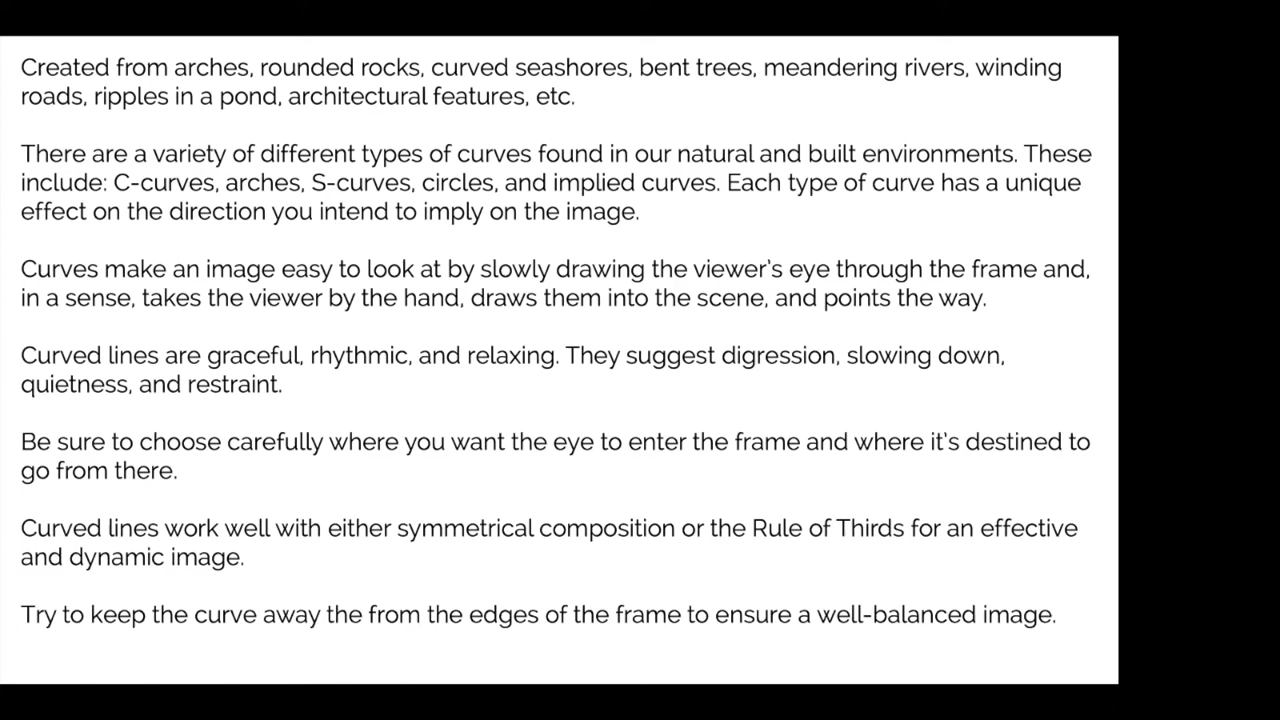 Created from arches, rounded rocks, curved seashores, bent trees, meandering rivers, winding
roads, ripples in a pond, architectural features, etc.
There are a variety of different types of curves found in our natural and built environments. These
include: C-curves, arches, S-curves, circles, and implied curves. Each type of curve has a unique
effect on the direction you intend to imply on the image.
Curves make an image easy to look at by slowly drawing the viewer's eye through the frame and,
in a sense, takes the viewer by the hand, draws them into the scene, and points the way.
Curved lines are graceful, rhythmic, and relaxing. They suggest digression, slowing down,
quietness, and restraint.
Be sure to choose carefully where you want the eye to enter the frame and where it's destined to
go from there.
Curved lines work well with either symmetrical composition or the Rule of Thirds for an effective
and dynamic image.
Try to keep the curve away the from the edges of the frame to ensure a well-balanced image.